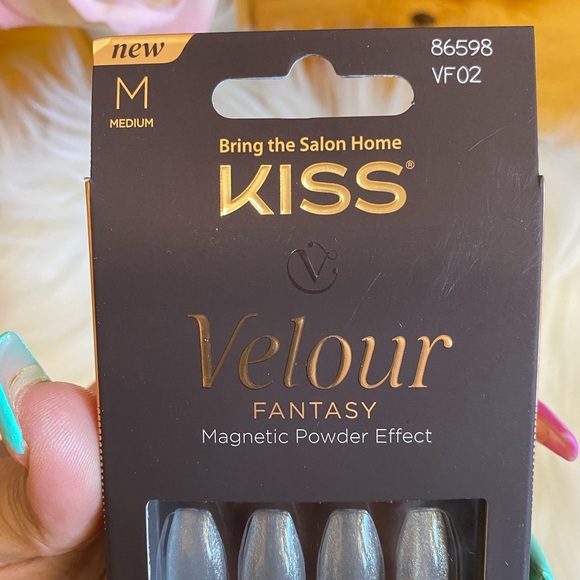 new
M
MEDIUM
86598
VF02
Bring the Salon Home
KISS®
V
Velour
FANTASY
Magnetic Powder Effect